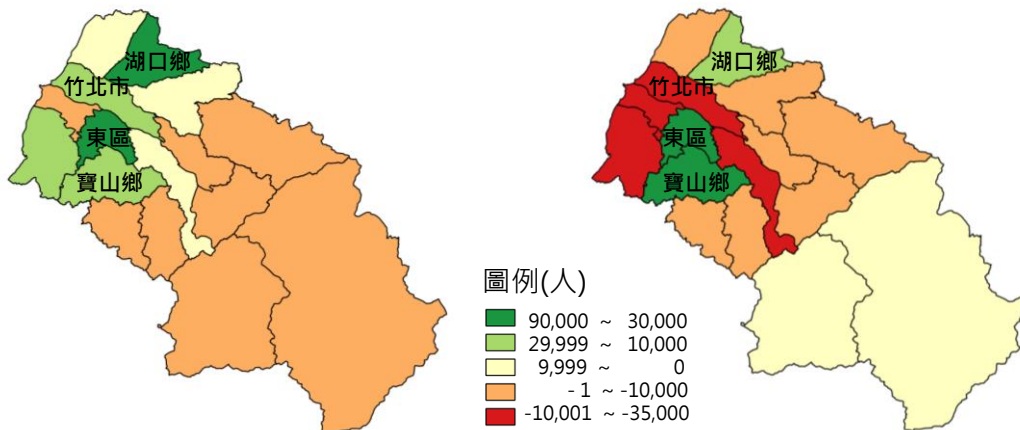 湖口鄉
竹北市
東區
寶山鄉
湖口鄉
竹北市
東區
寶山鄉
圖例(人)
90,000 ~ 30,000
29,999 ~ 10,000
9,999 ~ 0
-1 ~ -10,000
-10,001 ~ -35,000